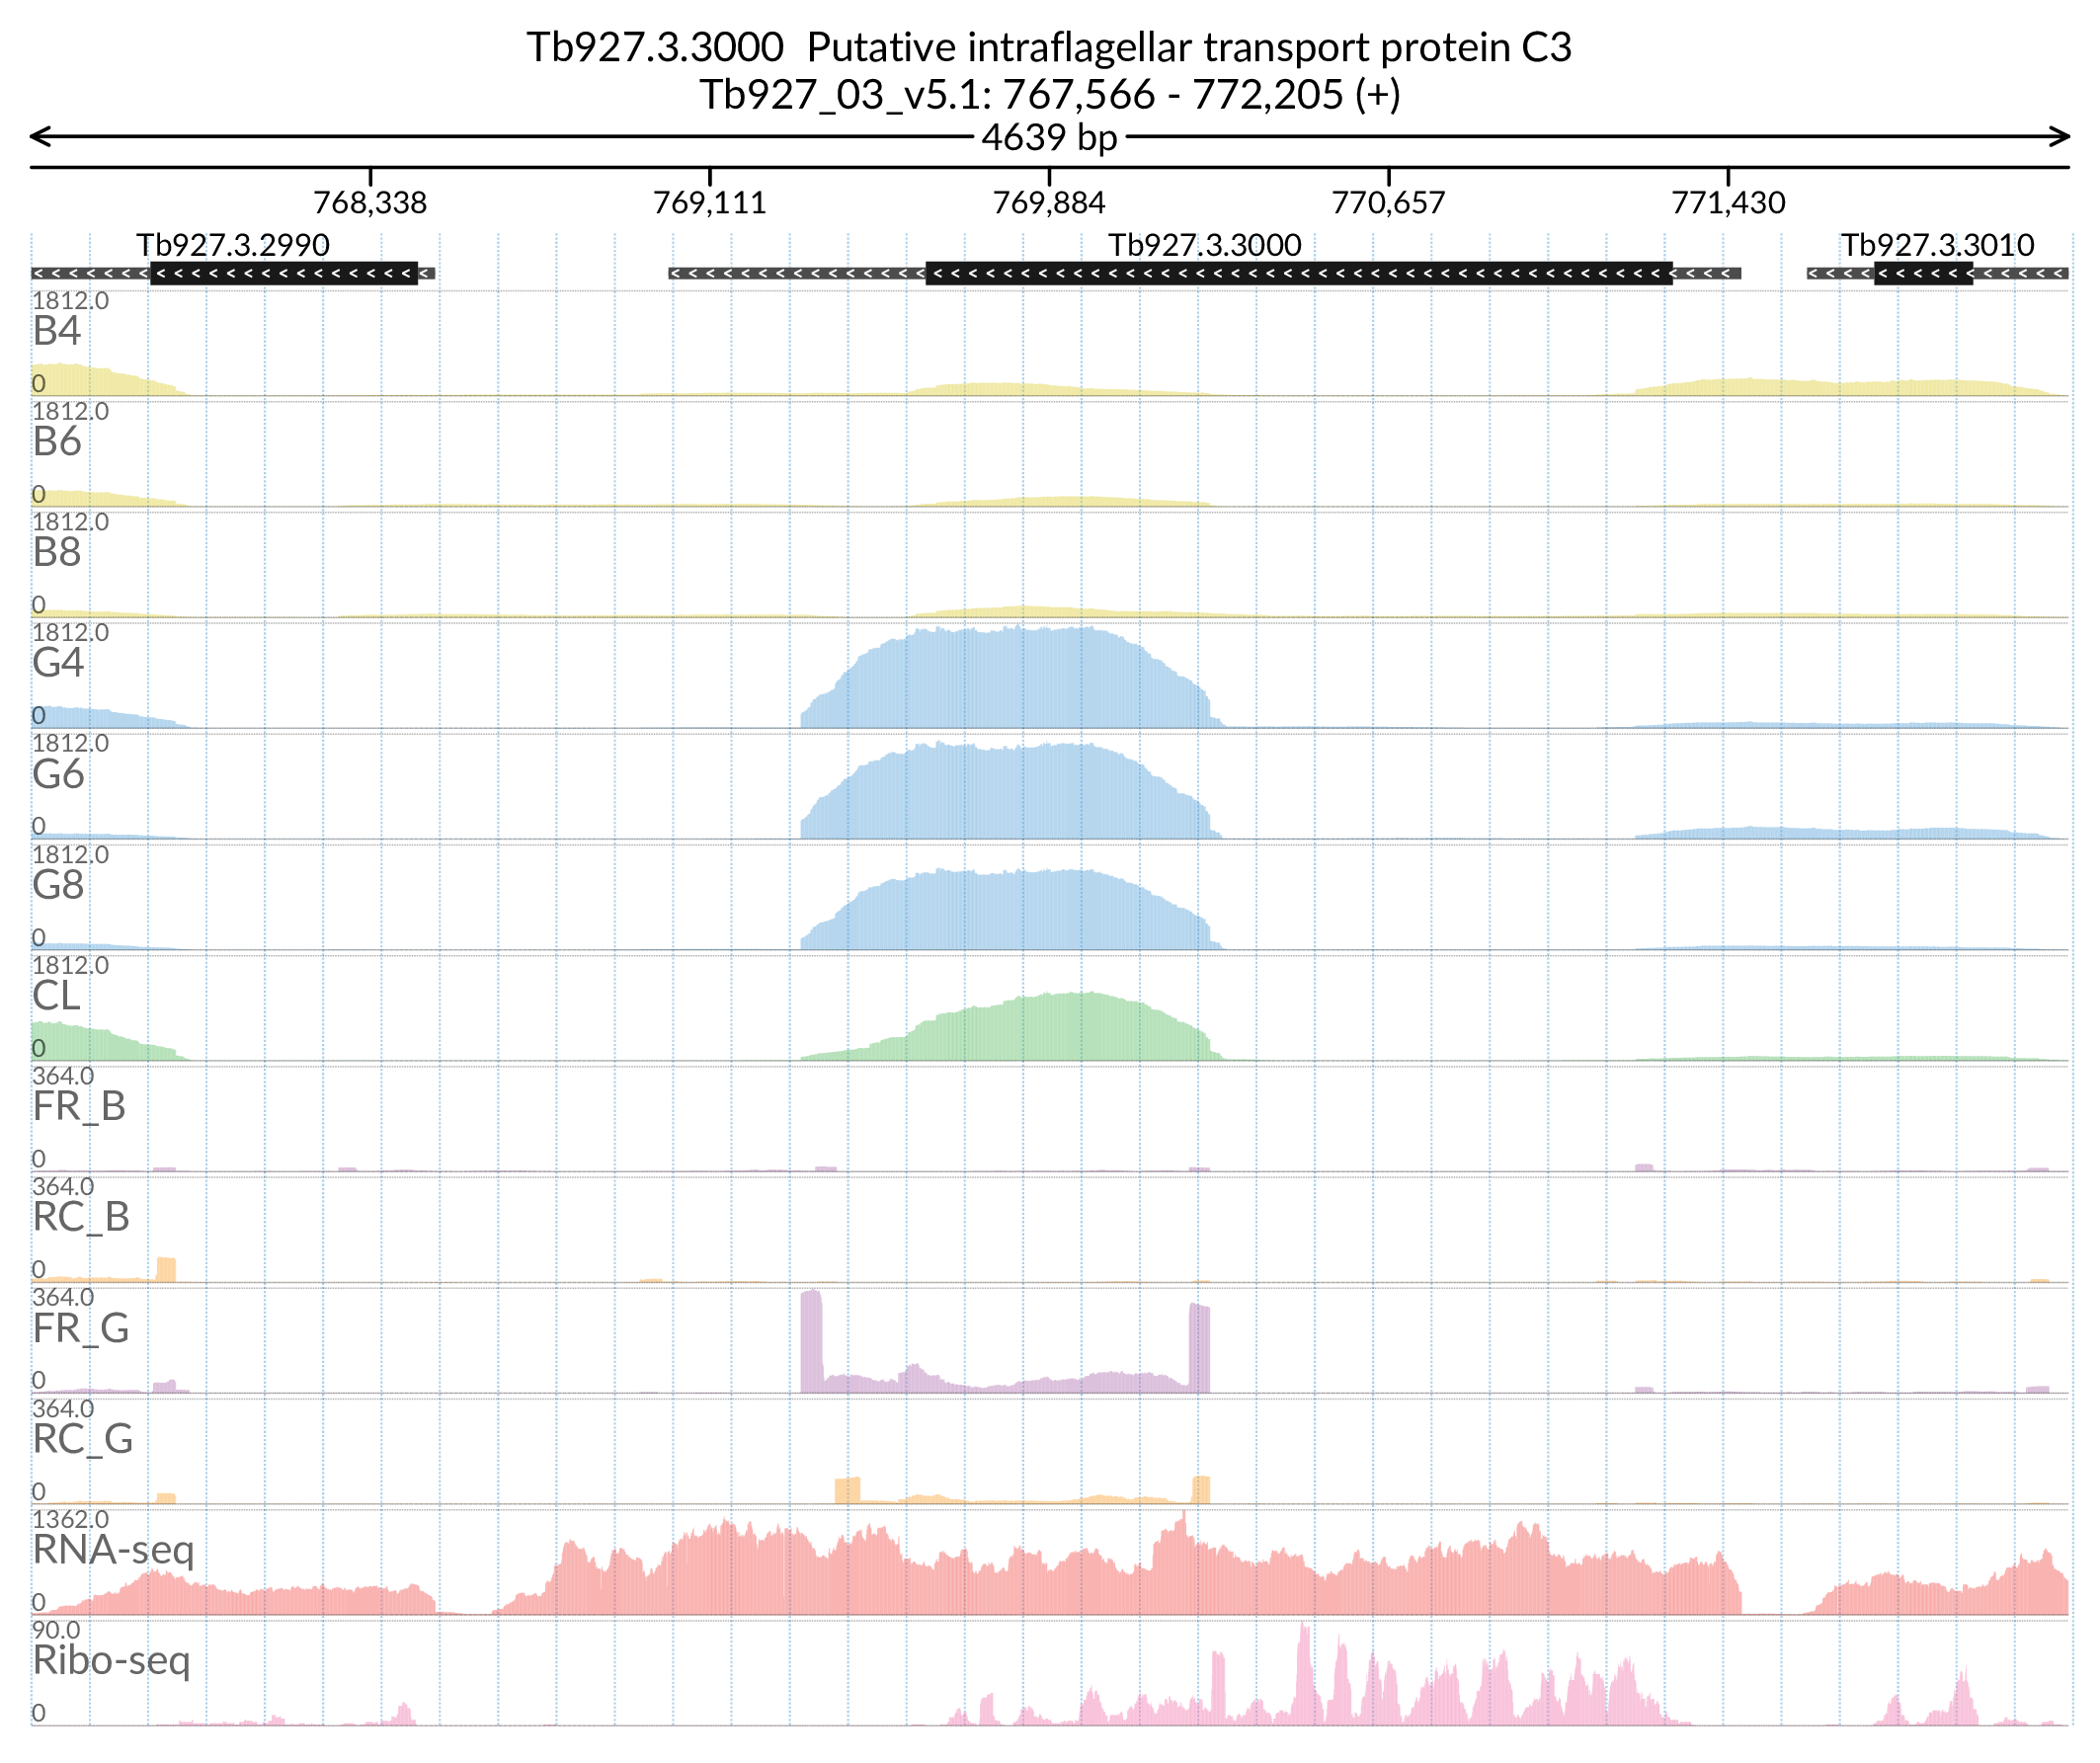 Tb927.3.3000  Putative intraflagellar transport protein C3
Tb927_03_v5.1: 767,566 - 772,205 (+)
4639 bp
768,338 769,111 769,884 770,657 771,430
Tb927.3.2990 Tb927.3.3000 Tb927.3.3010
1812.0
B4
0
1812.0
B6
0
1812.0
B8
0
1812.0
G4
0
1812.0
G6
0
1812.0
G8
0
1812.0
CL
0
364.0
FR_B
0
364.0
RC_B
0
364.0
FR_G
0
364.0
RC_G
0
1362.0
RNA-seq
0
90.0
Ribo-seq
0